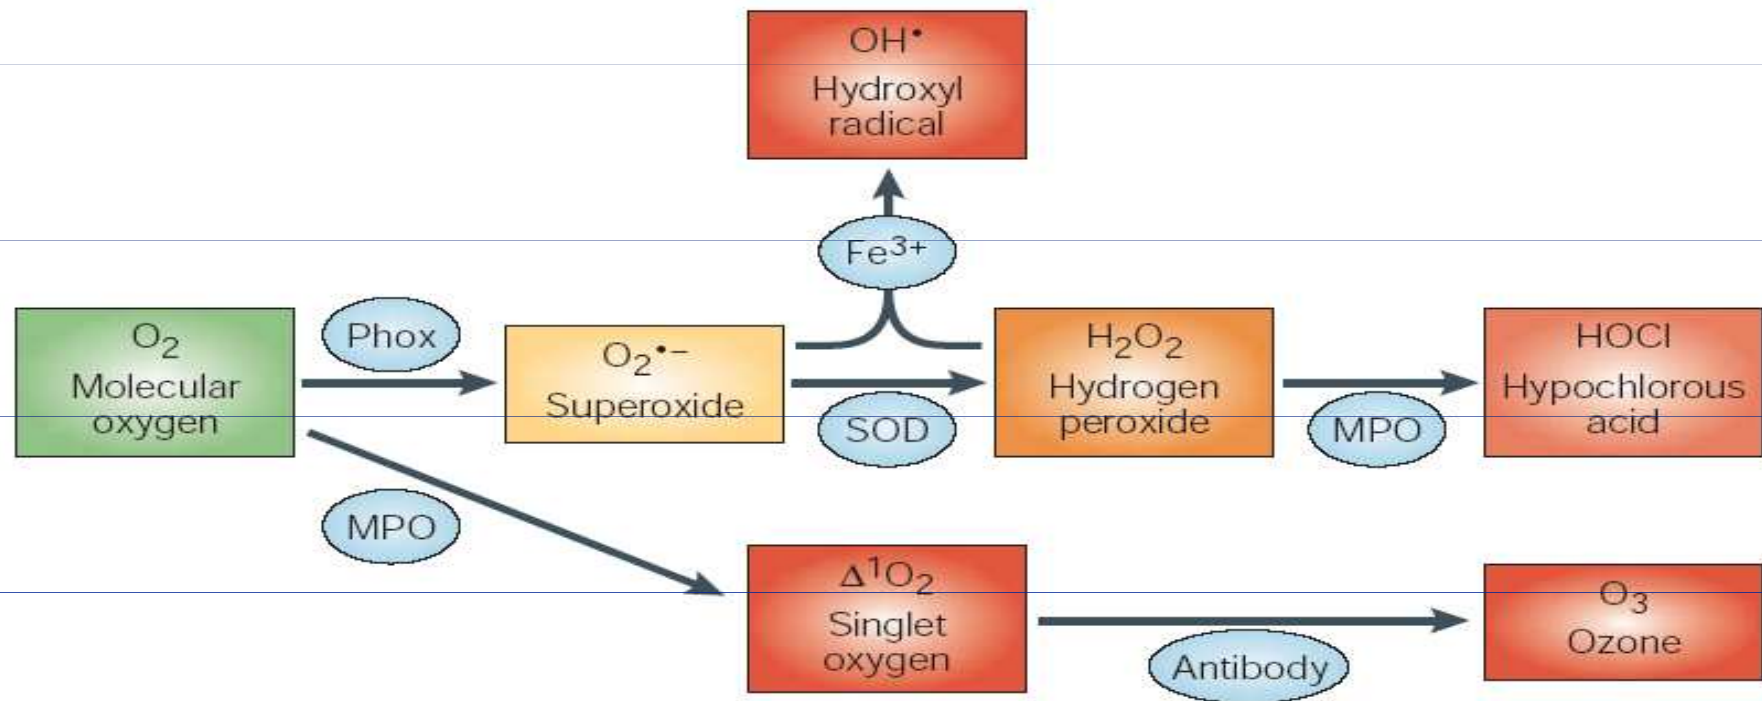 OH•
Hydroxyl
radical
Fe³⁺
O₂
Molecular
oxygen
Phox
O₂•−
Superoxide
SOD
H₂O₂
Hydrogen
peroxide
MPO
HOCl
Hypochlorous
acid
MPO
Δ¹O₂
Singlet
oxygen
Antibody
O₃
Ozone